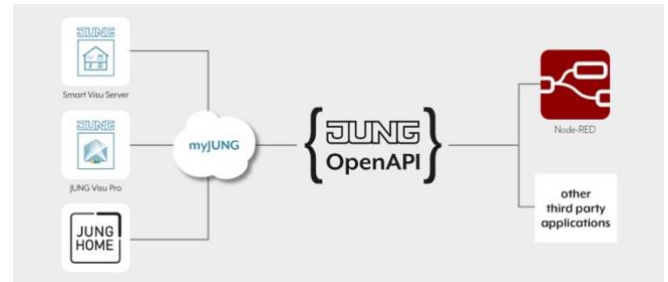 JUNG
Smart Visu Server
JUNG
JUNG Visu Pro
JUNG
HOME
myJUNG
{JUNG
OpenAPI}
Node-RED
other
third party
applications